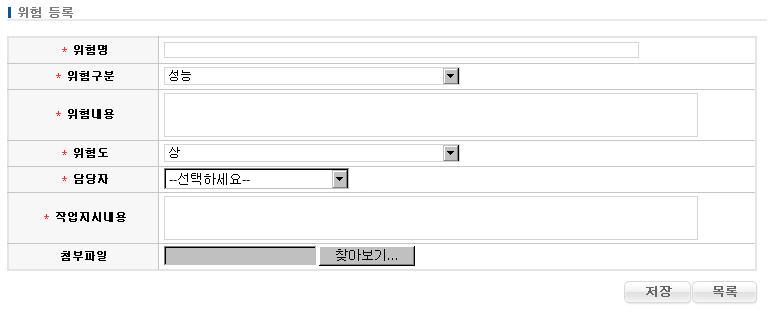 위험 등록
* 위험명
* 위험구분 성능
* 위험내용
* 위험도 상
* 담당자 --선택하세요--
* 작업지시내용
첨부파일 찾아보기...
저장 목록